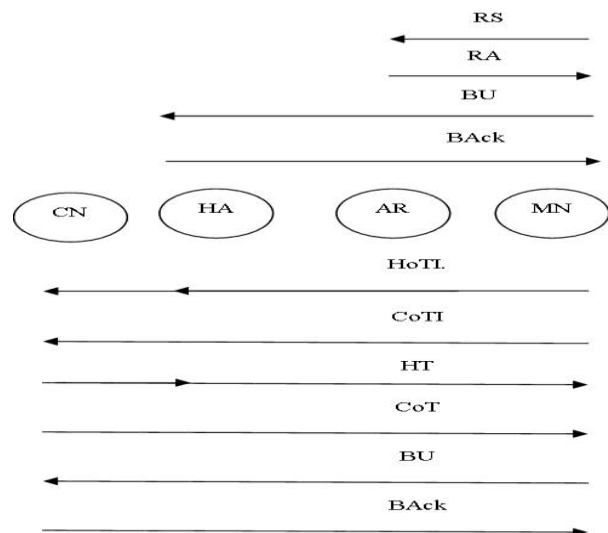 RS
RA
BU
BAck
CN HA AR MN
HoTI.
CoTI
HT
CoT
BU
BAck